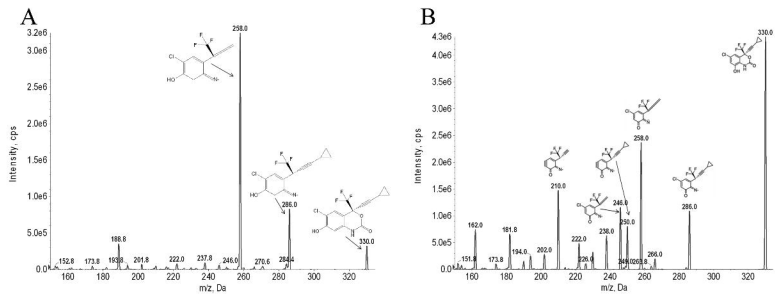 A
3.2e6
3.0e6
2.5e6
2.0e6
1.5e6
1.0e6
5.0e5
0.0
Intensity, cps
152.8
173.8
188.8
193.8
201.8
222.0
237.8
246.0
258.0
270.6
284.4
286.0
330.0
160 180 200 220 240 260 280 300 320
m/z, Da
B
4.3e6
4.0e6
3.5e6
3.0e6
2.5e6
2.0e6
1.5e6
1.0e6
5.0e5
0.0
Intensity, cps
151.8
162.0
173.8
181.8
194.0
202.0
210.0
222.0
226.0
238.0
246.0
249.0
250.0
258.0
263.8
266.0
286.0
330.0
160 180 200 220 240 260 280 300 320
m/z, Da